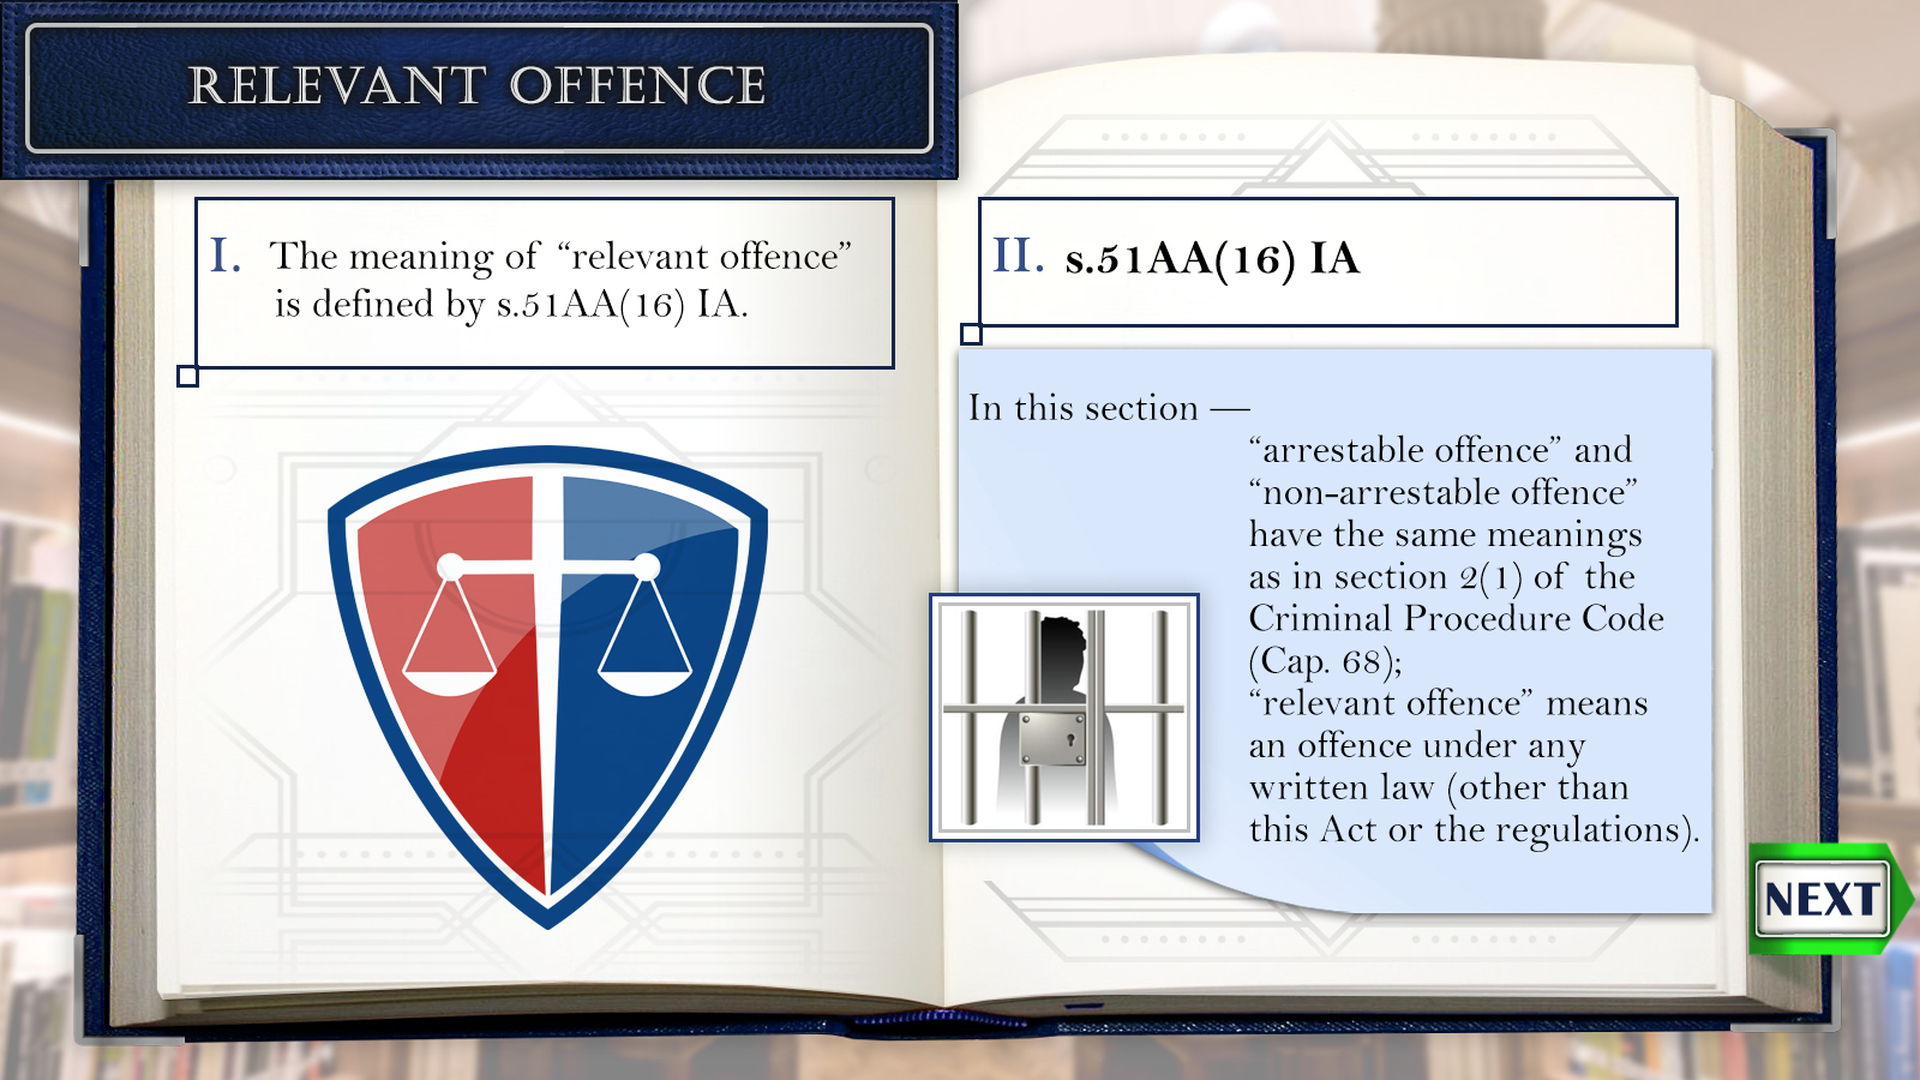 RELEVANT OFFENCE
I. The meaning of “relevant offence”
is defined by s.51AA(16) IA.
II. s.51AA(16) IA
In this section —
“arrestable offence” and
“non-arrestable offence”
have the same meanings
as in section 2(1) of the
Criminal Procedure Code
(Cap. 68);
“relevant offence” means
an offence under any
written law (other than
this Act or the regulations).
NEXT